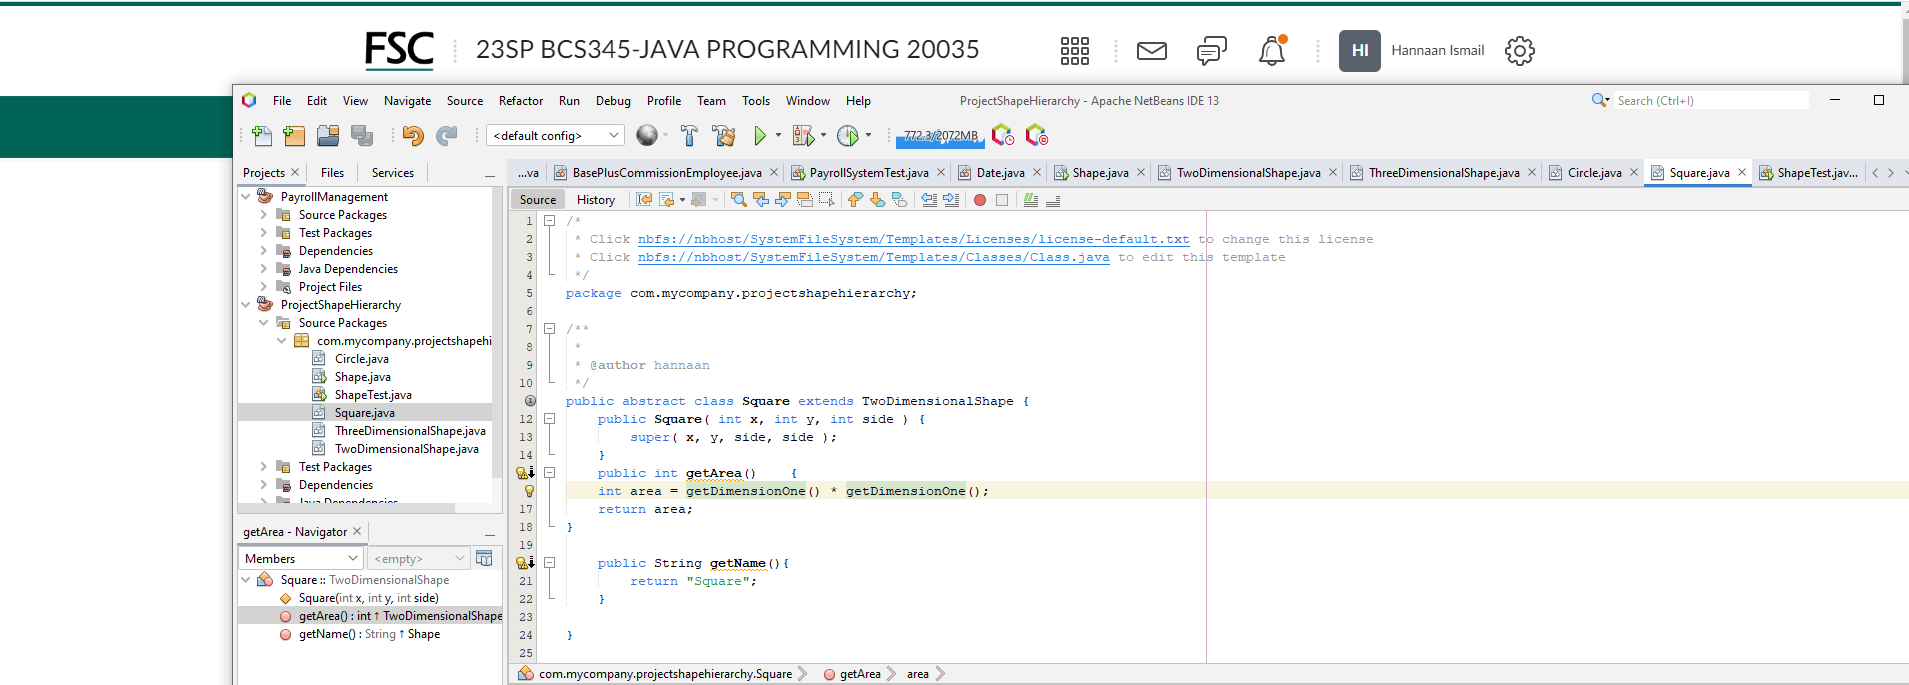 FSC
23SP BCS345-JAVA PROGRAMMING 20035
HI
Hannaan Ismail
File Edit View Navigate Source Refactor Run Debug Profile Team Tools Window Help
ProjectShapeHierarchy - Apache NetBeans IDE 13
Search (Ctrl+I)
<default config>
772.3/2072MB
Projects Files Services
...va BasePlusCommissionEmployee.java PayrollSystemTest.java Date.java Shape.java TwoDimensionalShape.java ThreeDimensionalShape.java Circle.java Square.java ShapeTest.jav...
Source History
PayrollManagement
Source Packages
Test Packages
Dependencies
Java Dependencies
Project Files
ProjectShapeHierarchy
Source Packages
com.mycompany.projectshapehi
Circle.java
Shape.java
ShapeTest.java
Square.java
ThreeDimensionalShape.java
TwoDimensionalShape.java
Test Packages
Dependencies
Java Dependencies
getArea - Navigator
Members <empty>
Square :: TwoDimensionalShape
Square(int x, int y, int side)
getArea() : int ↑ TwoDimensionalShape
getName() : String ↑ Shape
1 /*
2 * Click nbfs://nbhost/SystemFileSystem/Templates/Licenses/license-default.txt to change this license
3 * Click nbfs://nbhost/SystemFileSystem/Templates/Classes/Class.java to edit this template
4 */
5 package com.mycompany.projectshapehierarchy;
6
7 /**
8 *
9 * @author hannaan
10 */
public abstract class Square extends TwoDimensionalShape {
12 public Square( int x, int y, int side ) {
13 super( x, y, side, side );
14 }
public int getArea() {
int area = getDimensionOne() * getDimensionOne();
17 return area;
18 }
19
public String getName(){
21 return "Square";
22 }
23
24 }
25
com.mycompany.projectshapehierarchy.Square getArea area